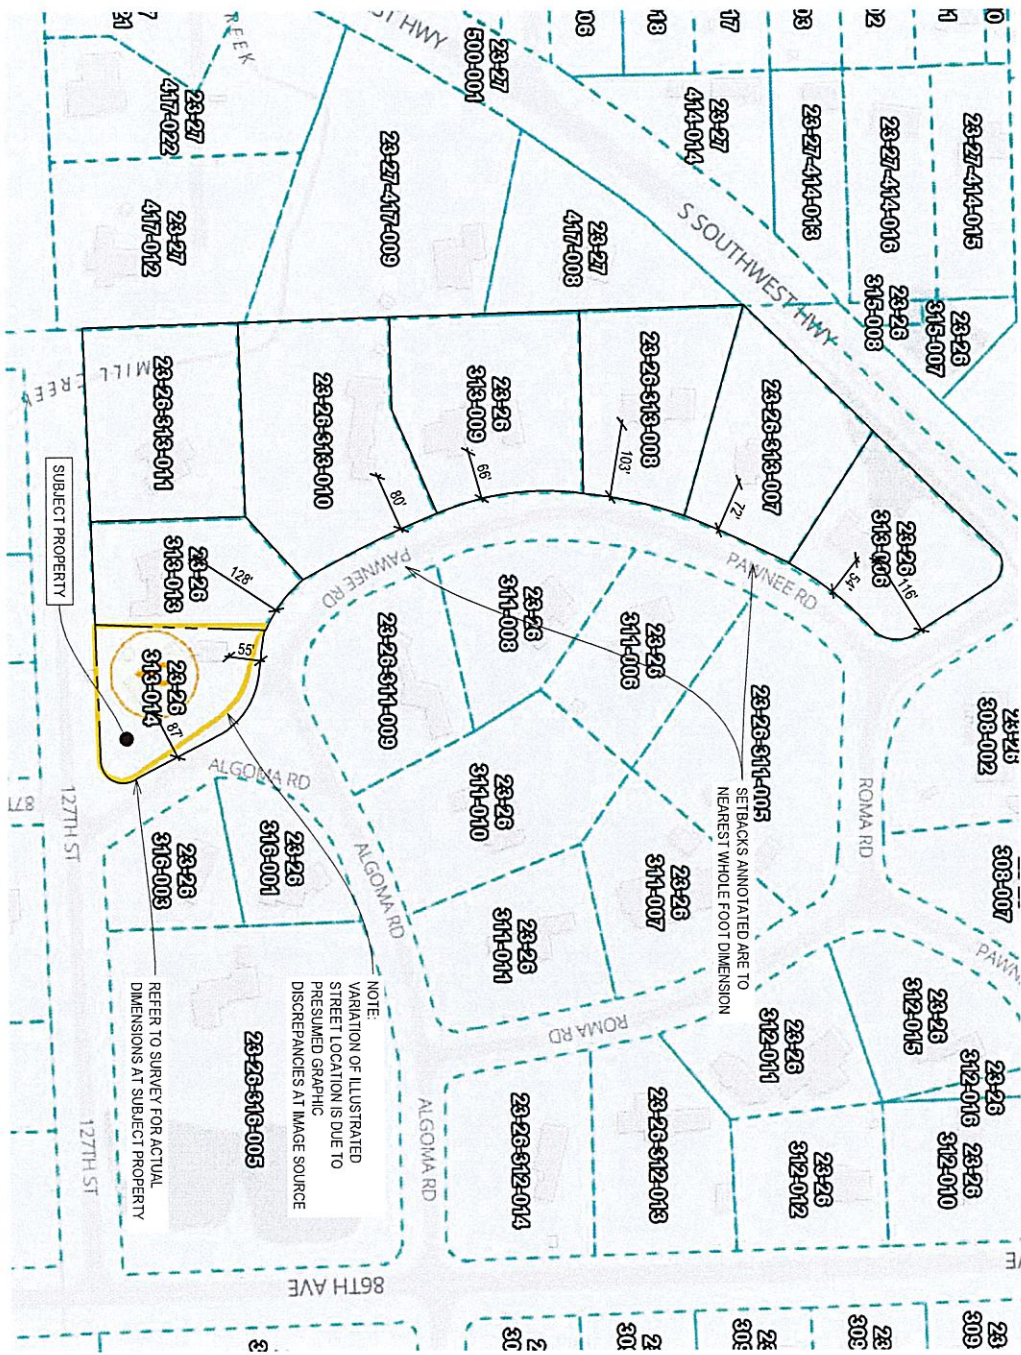 SUBJECT PROPERTY
SETBACKS ANNOTATED ARE TO
NEAREST WHOLE FOOT DIMENSION
NOTE:
VARIATION OF ILLUSTRATED
STREET LOCATION IS DUE TO
PRESUMED GRAPHIC
DISCREPANCIES AT IMAGE SOURCE
REFER TO SURVEY FOR ACTUAL
DIMENSIONS AT SUBJECT PROPERTY
S SOUTHWEST HWY
ST HWY
REEK
MILL CREEK
PAWNEE RD
PAWNEE RD
PAWN
ROMA RD
ROMA RD
ALGOMA RD
ALGOMA RD
ALGOMA RD
127TH ST
127TH ST
86TH AVE
87T
VE
54'
116'
72'
103'
66'
80'
128'
55'
87'
23-27-414-015
23-27-414-016
23-27-414-013
23-27
414-014
23-27
500-001
23-27
417-022
23-27
417-012
23-27-417-009
23-27
417-008
23-26
315-007
23-26
315-008
23-26
313-006
23-26-313-007
23-26-313-008
23-26
313-009
23-26-313-010
23-26-313-011
23-26
313-013
23-26
313-014
23-26-311-005
23-26
311-006
23-26
311-008
23-26-311-009
23-26
311-010
23-26
311-007
23-26
311-011
23-26
316-001
23-26
316-003
23-26-316-005
23-26
308-002
308-007
23-26
312-015
23-26
312-016
23-26
312-010
23-26
312-011
23-26
312-012
23-26-312-013
23-26-312-014